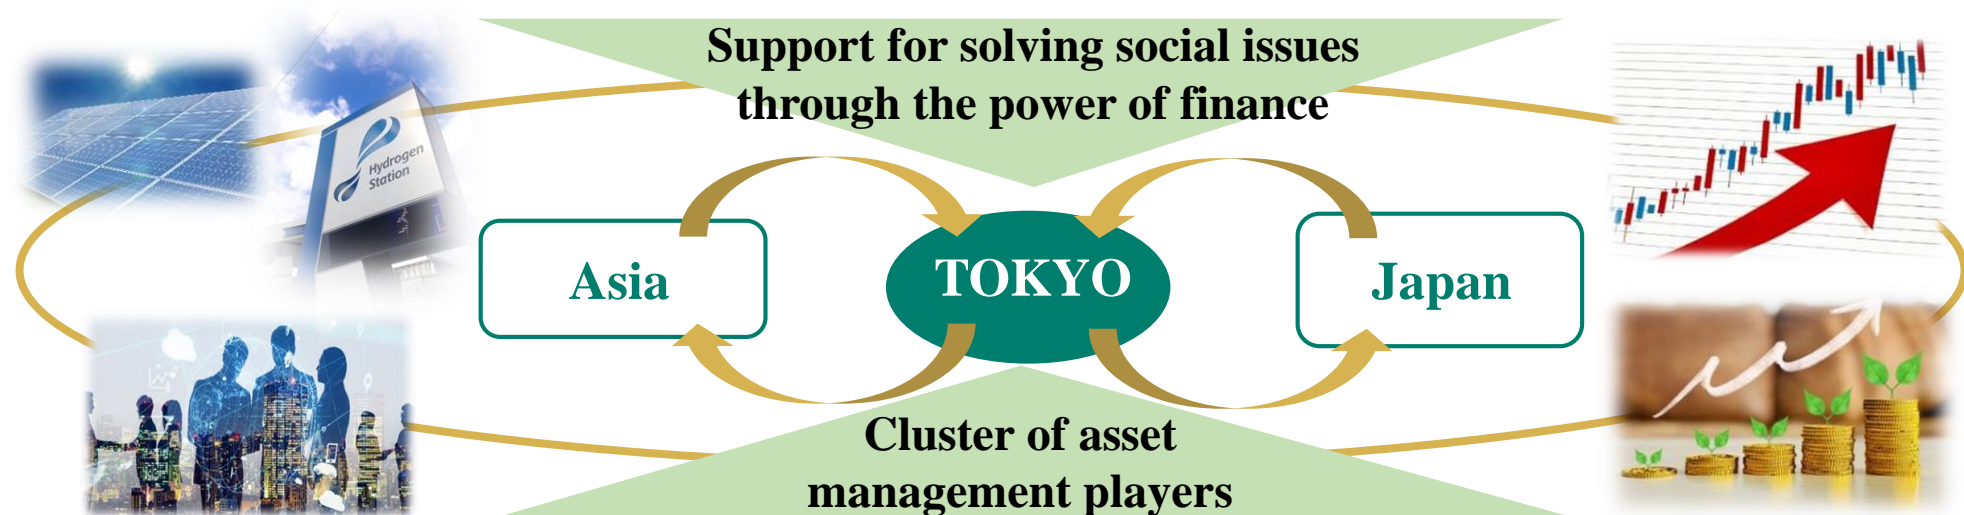 Support for solving social issues
through the power of finance
Hydrogen
Station
Asia
TOKYO
Japan
Cluster of asset
management players